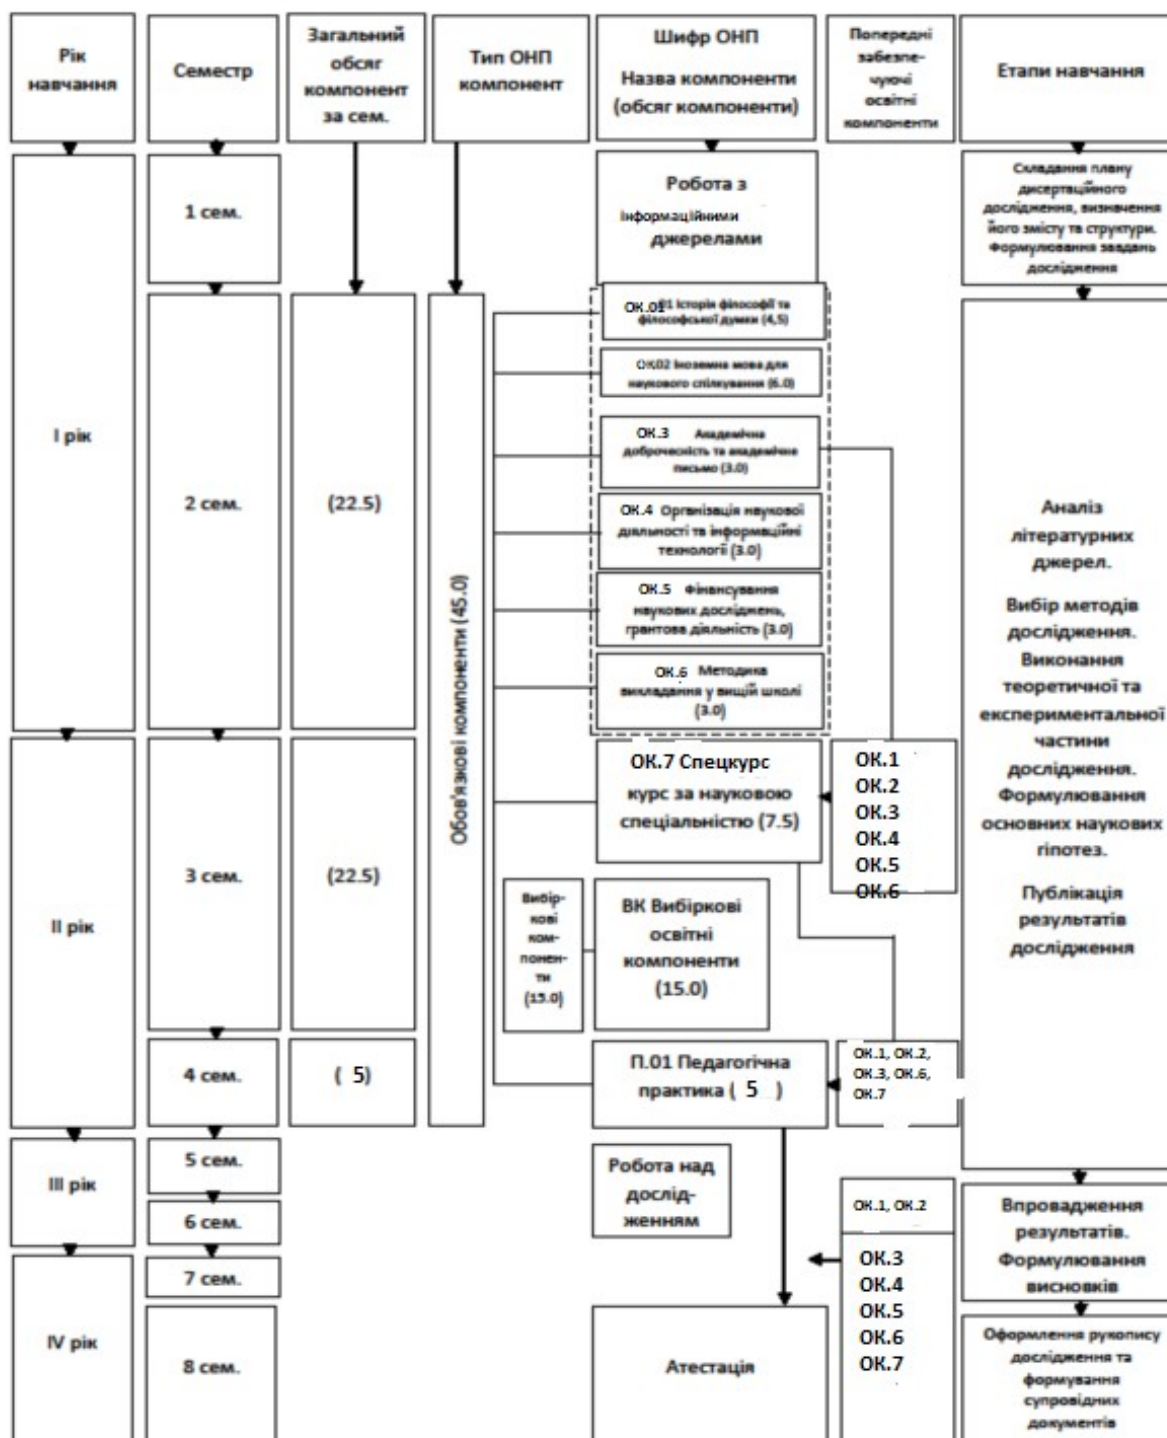 Рік
навчання
Семестр
Загальний
обсяг
компонент
за сем.
Тип ОНП
компонент
Шифр ОНП
Назва компоненти
(обсяг компоненти)
Попередні
забезпе-
чуючі
освітні
компоненти
Етапи навчання
І рік
1 сем.
Робота з
інформаційними
джерелами
Складання плану
дисертаційного
дослідження, визначення
його змісту та структури.
Формулювання завдань
дослідження
2 сем.
(22.5)
Обов'язкові компоненти (45.0)
ОК.01 Історія філософії та
філософської думки (4,5)
ОК02 Іноземна мова для
наукового спілкування (6.0)
ОК.3 Академічна
доброчесність та академічне
письмо (3.0)
ОК.4 Організація наукової
діяльності та інформаційні
технології (3.0)
ОК.5 Фінансування
наукових досліджень,
грантова діяльність (3.0)
ОК.6 Методика
викладання у вищій школі
(3.0)
Аналіз
літературних
джерел.
Вибір методів
дослідження.
Виконання
теоретичної та
експериментальної
частини
дослідження.
Формулювання
основних наукових
гіпотез.
Публікація
результатів
дослідження
ІІ рік
3 сем.
(22.5)
ОК.7 Спецкурс
курс за науковою
спеціальністю (7.5)
ОК.1
ОК.2
ОК.3
ОК.4
ОК.5
ОК.6
Вибір-
кові
ком-
понен-
ти
(15.0)
ВК Вибіркові
освітні
компоненти
(15.0)
4 сем.
( 5)
П.01 Педагогічна
практика ( 5 )
ОК.1, ОК.2,
ОК.3, ОК.6,
ОК.7
ІІІ рік
5 сем.
6 сем.
Робота над
дослід-
женням
ОК.1, ОК.2
ОК.3
ОК.4
ОК.5
ОК.6
ОК.7
Впровадження
результатів.
Формулювання
висновків
IV рік
7 сем.
8 сем.
Атестація
Оформлення рукопису
дослідження та
формування
супровідних
документів